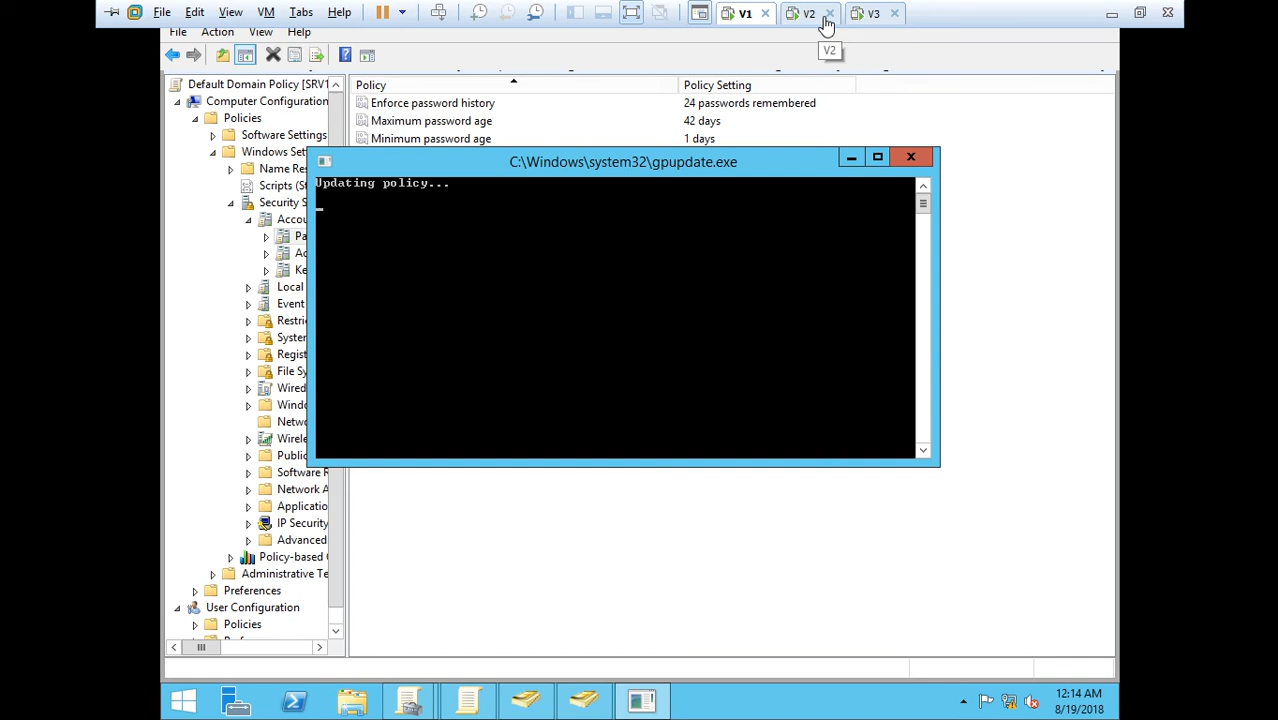 File Edit View VM Tabs Help V1 V2 V3
V2
File Action View Help
Default Domain Policy [SRV1
Computer Configuration
Policies
Software Settings
Windows Set
Name Res
Scripts (St
Security S
Accou
Pa
Ac
Ke
Local
Event
Restri
System
Regist
File Sy
Wired
Windo
Netwo
Wirele
Public
Software R
Network A
Applicatio
IP Security
Advanced
Policy-based
Administrative Te
Preferences
User Configuration
Policies
Policy Policy Setting
Enforce password history 24 passwords remembered
Maximum password age 42 days
Minimum password age 1 days
C:\Windows\system32\gpupdate.exe
Updating policy...
12:14 AM
8/19/2018